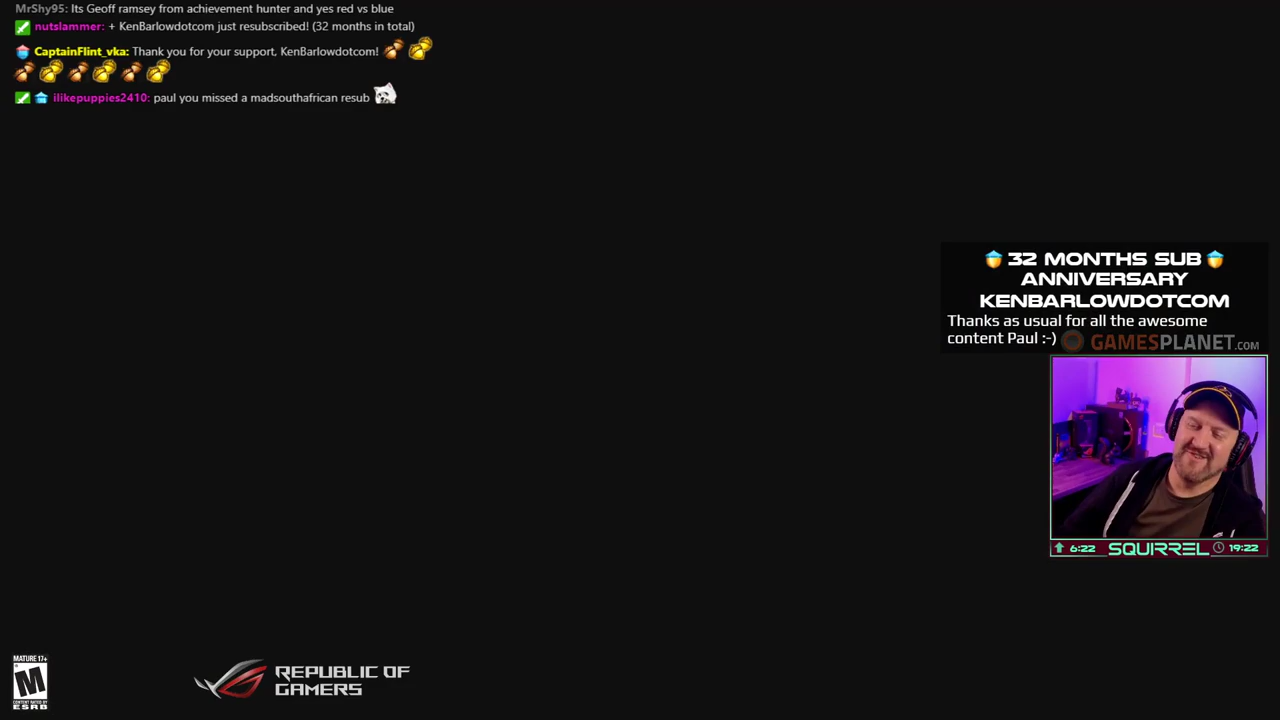 MrShy95: Its Geoff ramsey from achievement hunter and yes red vs blue
nutslammer: + KenBarlowdotcom just resubscribed! (32 months in total)
CaptainFlint_vka: Thank you for your support, KenBarlowdotcom!
ilikepuppies2410: paul you missed a madsouthafrican resub
32 MONTHS SUB
ANNIVERSARY
KENBARLOWDOTCOM
Thanks as usual for all the awesome
content Paul :-)
GAMESPLANET.COM
6:22 SQUIRREL 19:22
MATURE 17+
M
CONTENT RATED BY
ESRB
REPUBLIC OF
GAMERS